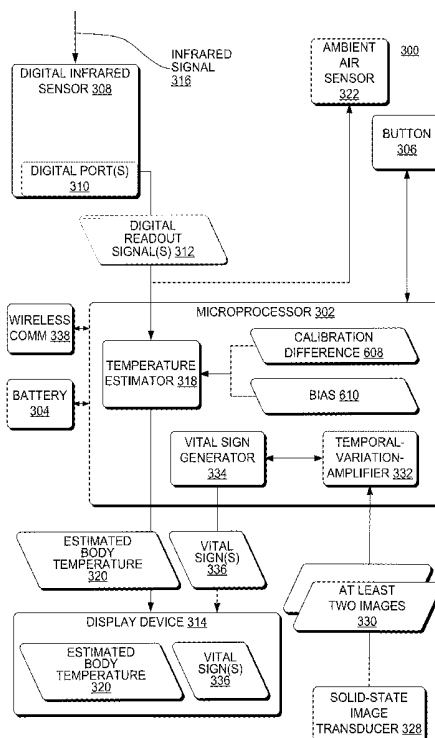 INFRARED
SIGNAL
316
DIGITAL INFRARED
SENSOR 308
DIGITAL PORT(S)
310
AMBIENT
AIR
SENSOR
322
300
BUTTON
306
DIGITAL
READOUT
SIGNAL(S) 312
MICROPROCESSOR 302
WIRELESS
COMM 338
BATTERY
304
TEMPERATURE
ESTIMATOR
318
CALIBRATION
DIFFERENCE 608
BIAS 610
VITAL SIGN
GENERATOR
334
TEMPORAL-
VARIATION-
AMPLIFIER 332
ESTIMATED
BODY
TEMPERATURE
320
VITAL
SIGN(S)
336
AT LEAST
TWO IMAGES
330
DISPLAY DEVICE 314
ESTIMATED BODY
TEMPERATURE
320
VITAL
SIGN(S)
336
SOLID-STATE
IMAGE
TRANSDUCER 328